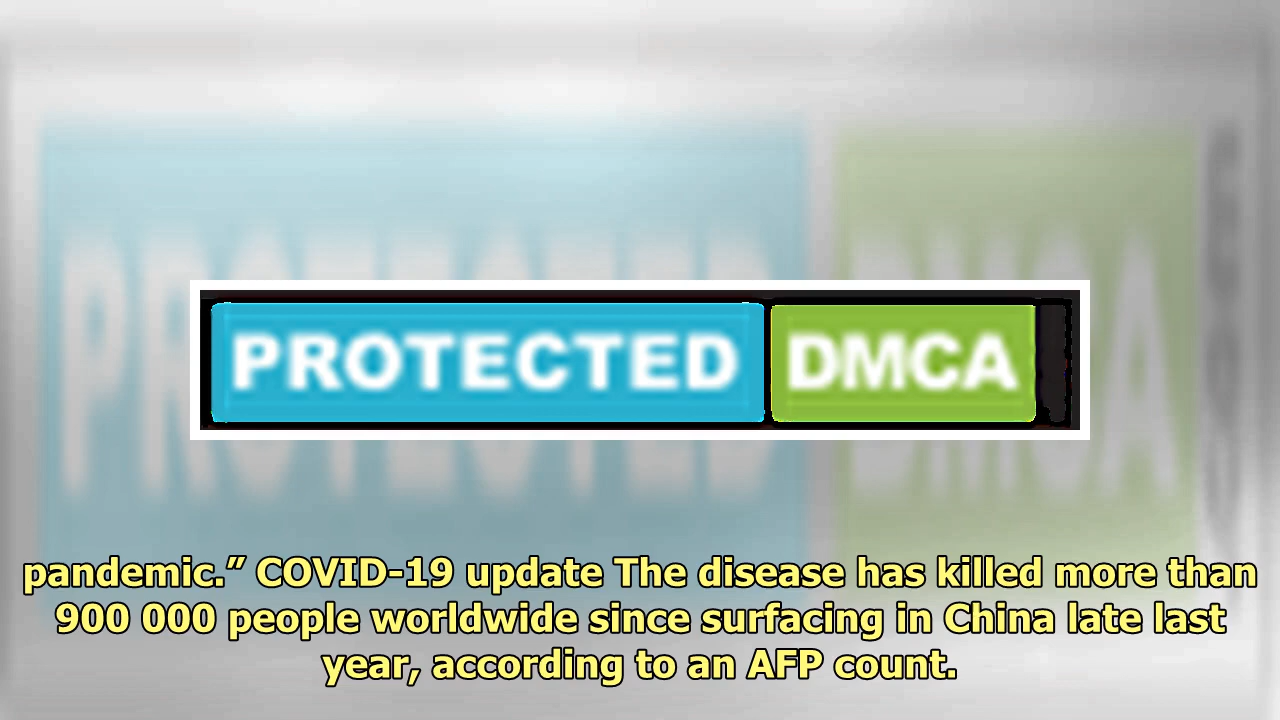 PROTECTED DMCA
pandemic.” COVID-19 update The disease has killed more than
900 000 people worldwide since surfacing in China late last
year, according to an AFP count.